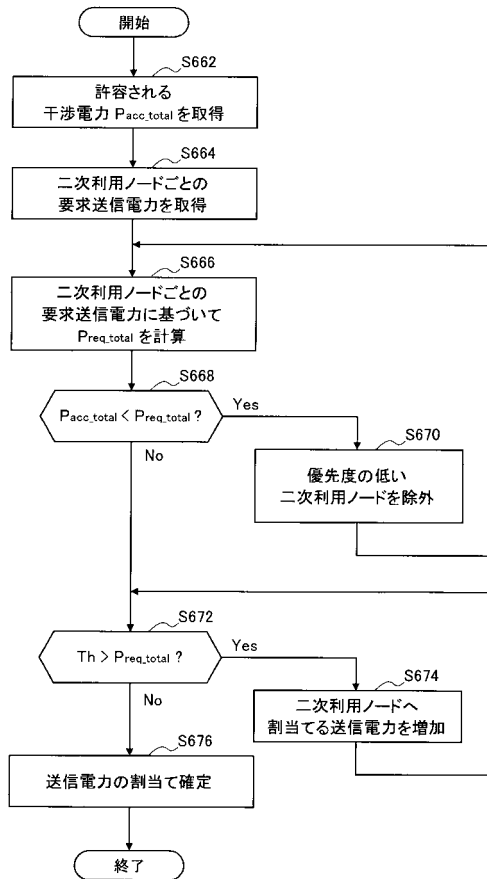 開始
S662
許容される
干渉電力 Pacc_total を取得
S664
二次利用ノードごとの
要求送信電力を取得
S666
二次利用ノードごとの
要求送信電力に基づいて
Preq_total を計算
S668
Pacc_total < Preq_total ?
Yes
No
S670
優先度の低い
二次利用ノードを除外
S672
Th > Preq_total ?
Yes
No
S674
二次利用ノードへ
割当てる送信電力を増加
S676
送信電力の割当て確定
終了